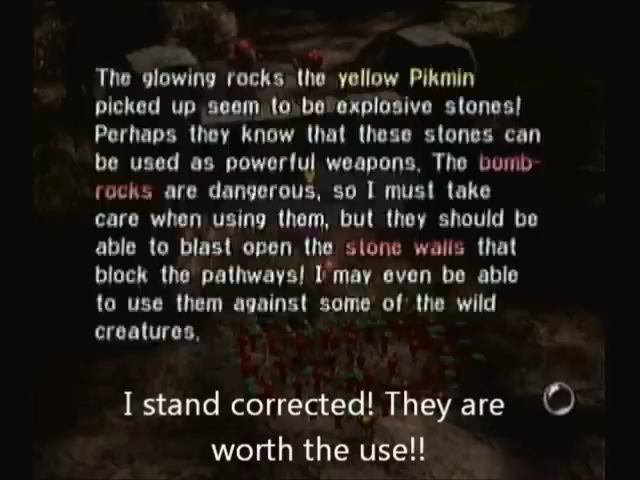 The glowing rocks the yellow Pikmin
picked up seem to be explosive stones!
Perhaps they know that these stones can
be used as powerful weapons. The bomb-
rocks are dangerous, so I must take
care when using them, but they should be
able to blast open the stone walls that
block the pathways! I may even be able
to use them against some of the wild
creatures.
I stand corrected! They are
worth the use!!